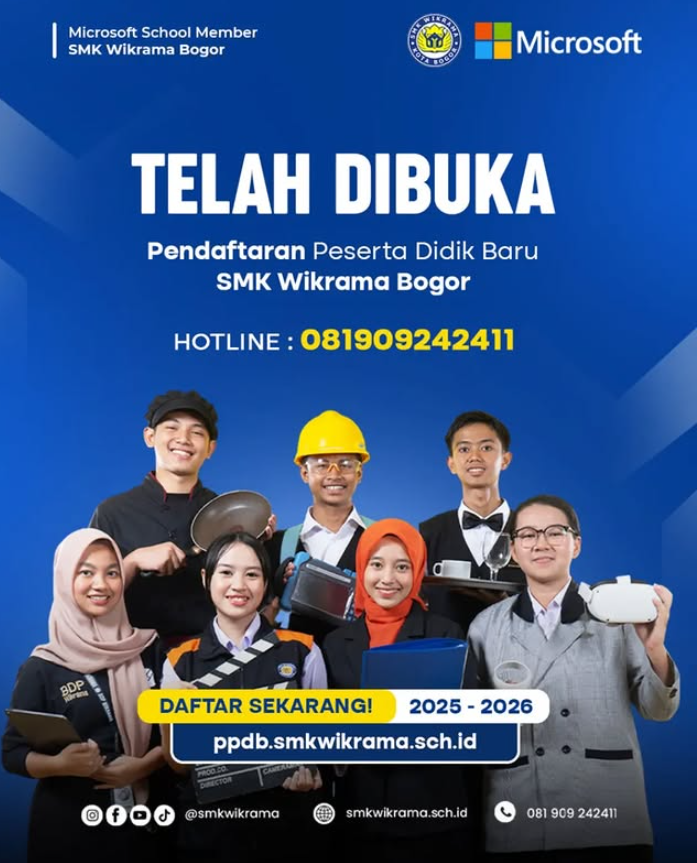 Microsoft School Member
SMK Wikrama Bogor
SMK WIKRAMA
KOTA BOGOR
Microsoft
TELAH DIBUKA
Pendaftaran Peserta Didik Baru
SMK Wikrama Bogor
HOTLINE : 081909242411
BDP
Wikrama
DAFTAR SEKARANG! 2025 - 2026
ppdb.smkwikrama.sch.id
PROD.CO.
DIRECTOR
CAMERA
@smkwikrama
smkwikrama.sch.id
081 909 242411